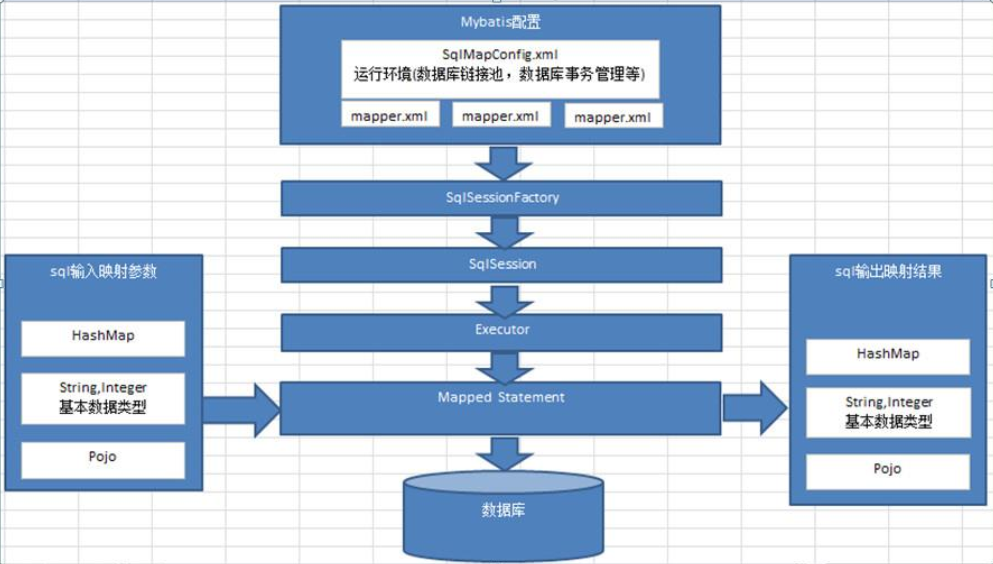 Mybatis配置
SqlMapConfig.xml
运行环境(数据库链接池，数据库事务管理等)
mapper.xml
mapper.xml
mapper.xml
SqlSessionFactory
SqlSession
Executor
Mapped Statement
数据库
sql输入映射参数
HashMap
String,Integer
基本数据类型
Pojo
sql输出映射结果
HashMap
String,Integer
基本数据类型
Pojo